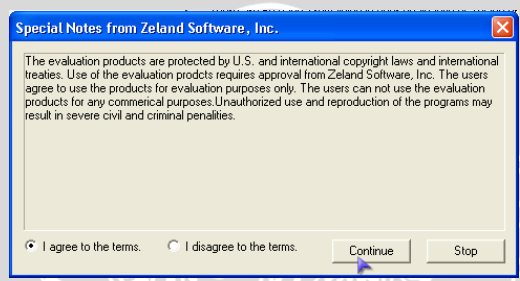 Special Notes from Zeland Software, Inc.
The evaluation products are protected by U.S. and international copyright laws and international
treaties. Use of the evaluation prodcts requires approval from Zeland Software, Inc. The users
agree to use the products for evaluation purposes only. The users can not use the evaluation
products for any commerical purposes.Unauthorized use and reproduction of the programs may
result in severe civil and criminal penalities.
I agree to the terms.
I disagree to the terms.
Continue
Stop